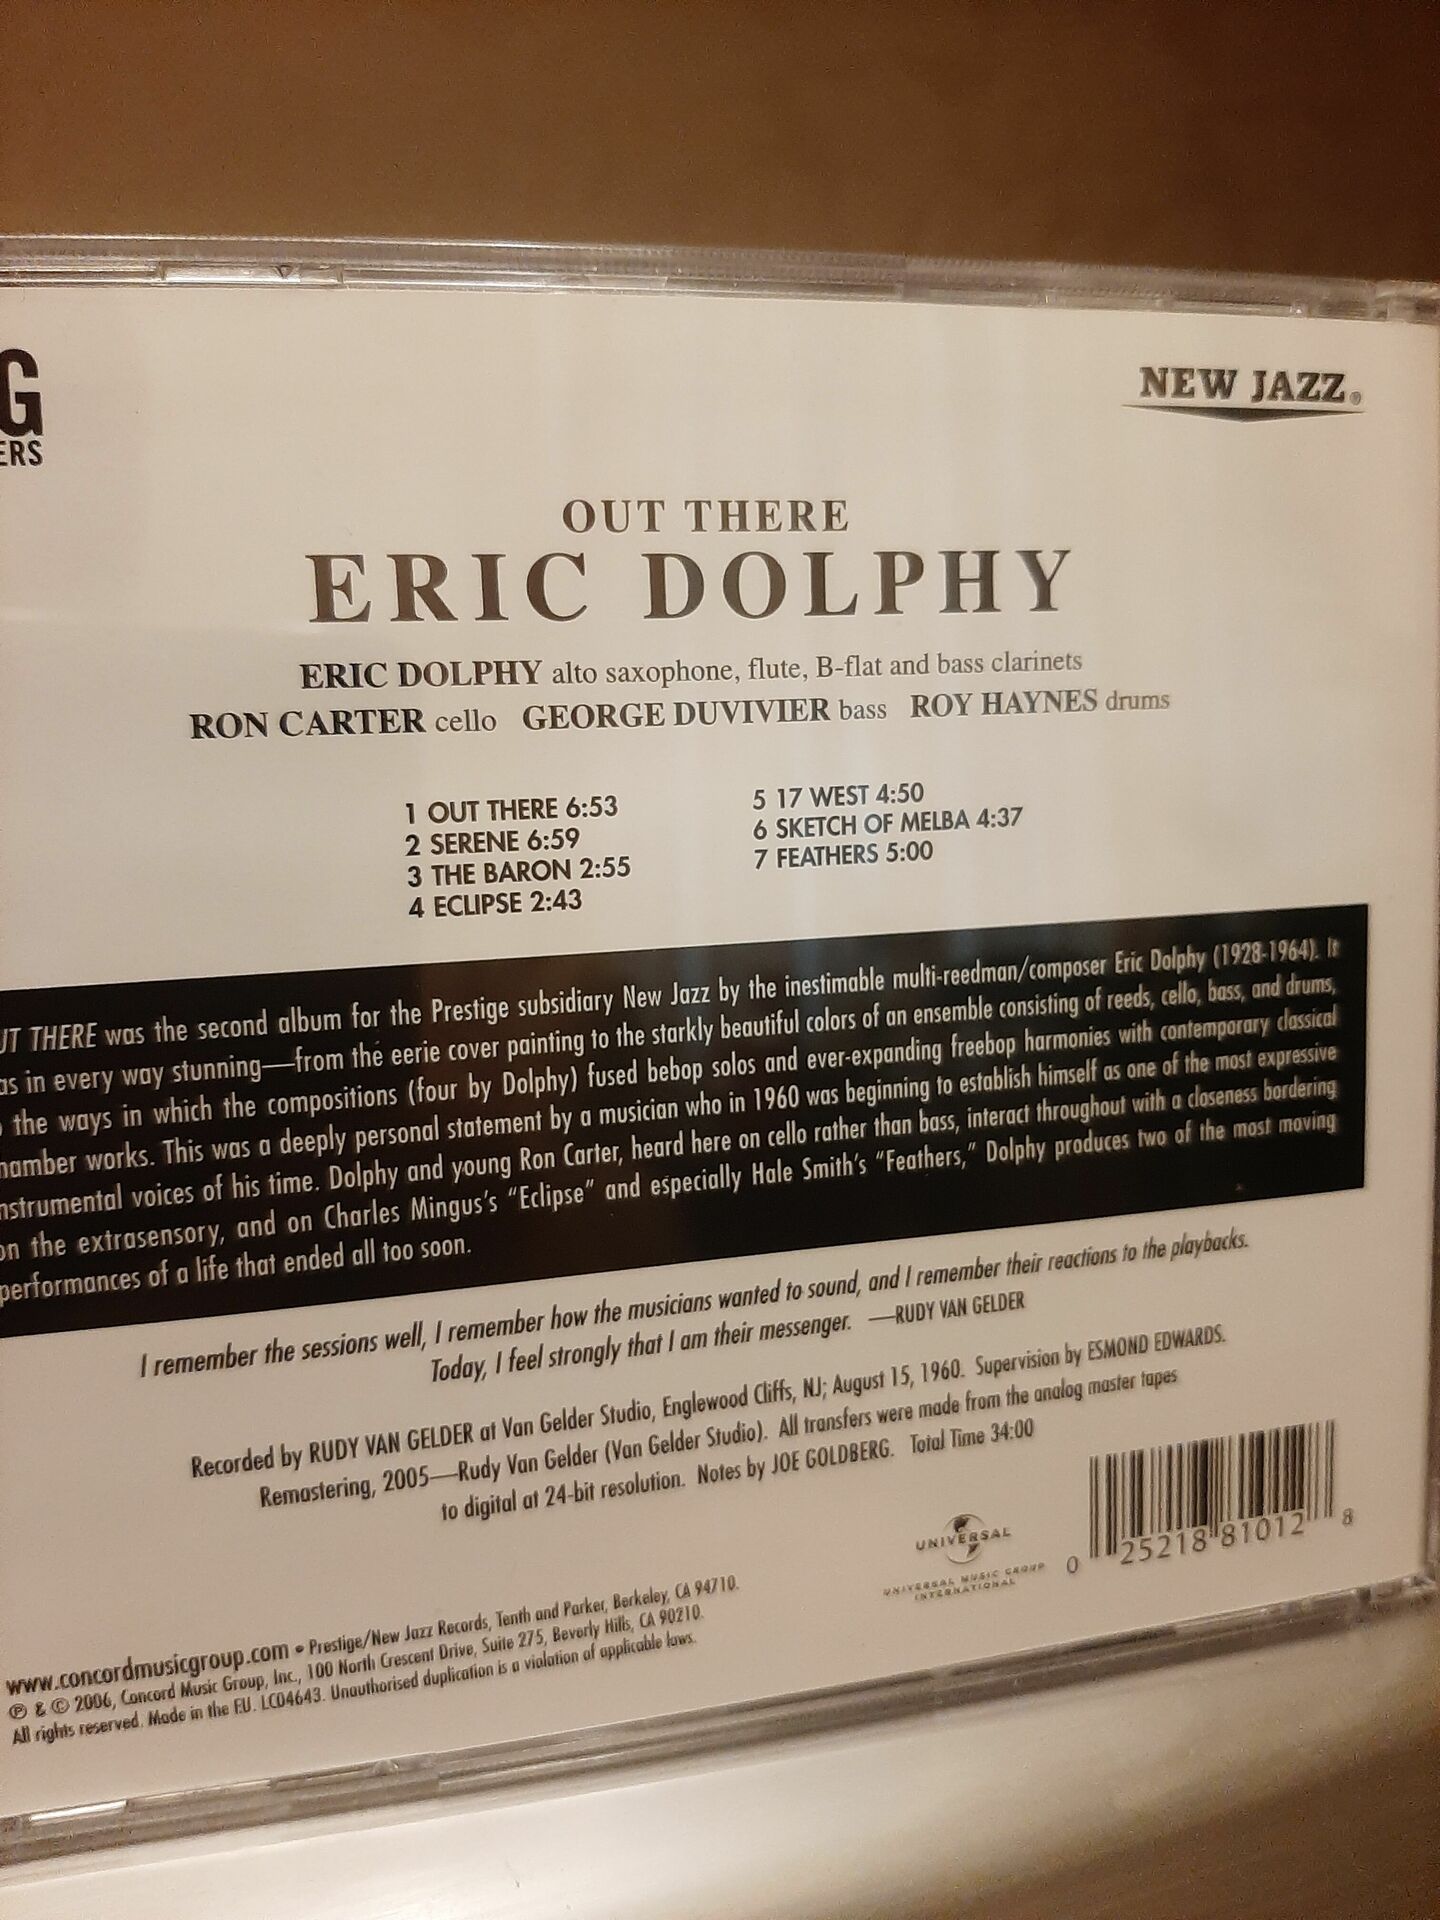 G
ERS
NEW JAZZ®
OUT THERE
ERIC DOLPHY
ERIC DOLPHY alto saxophone, flute, B-flat and bass clarinets
RON CARTER cello GEORGE DUVIVIER bass ROY HAYNES drums
1 OUT THERE 6:53
2 SERENE 6:59
3 THE BARON 2:55
4 ECLIPSE 2:43
5 17 WEST 4:50
6 SKETCH OF MELBA 4:37
7 FEATHERS 5:00
UT THERE was the second album for the Prestige subsidiary New Jazz by the inestimable multi-reedman/composer Eric Dolphy (1928-1964). It
as in every way stunning—from the eerie cover painting to the starkly beautiful colors of an ensemble consisting of reeds, cello, bass, and drums,
the ways in which the compositions (four by Dolphy) fused bebop solos and ever-expanding freebop harmonies with contemporary classical
hamber works. This was a deeply personal statement by a musician who in 1960 was beginning to establish himself as one of the most expressive
nstrumental voices of his time. Dolphy and young Ron Carter, heard here on cello rather than bass, interact throughout with a closeness bordering
on the extrasensory, and on Charles Mingus's "Eclipse" and especially Hale Smith's "Feathers," Dolphy produces two of the most moving
performances of a life that ended all too soon.
I remember the sessions well, I remember how the musicians wanted to sound, and I remember their reactions to the playbacks.
Today, I feel strongly that I am their messenger. —RUDY VAN GELDER
Recorded by RUDY VAN GELDER at Van Gelder Studio, Englewood Cliffs, NJ; August 15, 1960. Supervision by ESMOND EDWARDS.
Remastering, 2005—Rudy Van Gelder (Van Gelder Studio). All transfers were made from the analog master tapes
to digital at 24-bit resolution. Notes by JOE GOLDBERG. Total Time 34:00
UNIVERSAL
UNIVERSAL MUSIC GROUP
INTERNATIONAL
0 25218 81012 8
www.concordmusicgroup.com • Prestige/New Jazz Records, Tenth and Parker, Berkeley, CA 94710.
℗ & © 2006, Concord Music Group, Inc., 100 North Crescent Drive, Suite 275, Beverly Hills, CA 90210.
All rights reserved. Made in the E.U. LC04643. Unauthorised duplication is a violation of applicable laws.